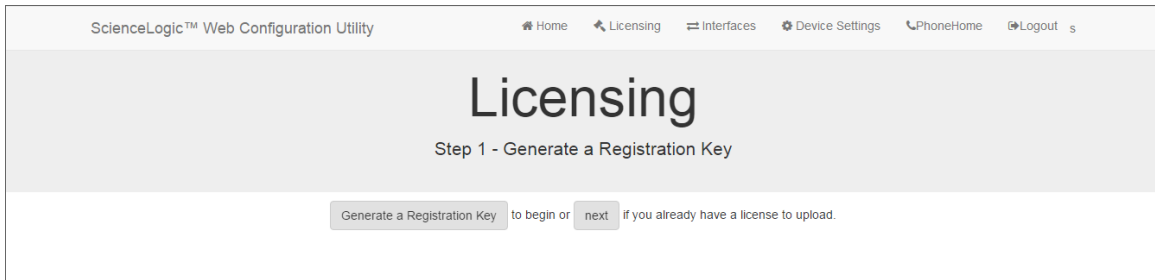 ScienceLogic™ Web Configuration Utility Home Licensing Interfaces Device Settings PhoneHome Logout s
Licensing
Step 1 - Generate a Registration Key
Generate a Registration Key to begin or next if you already have a license to upload.